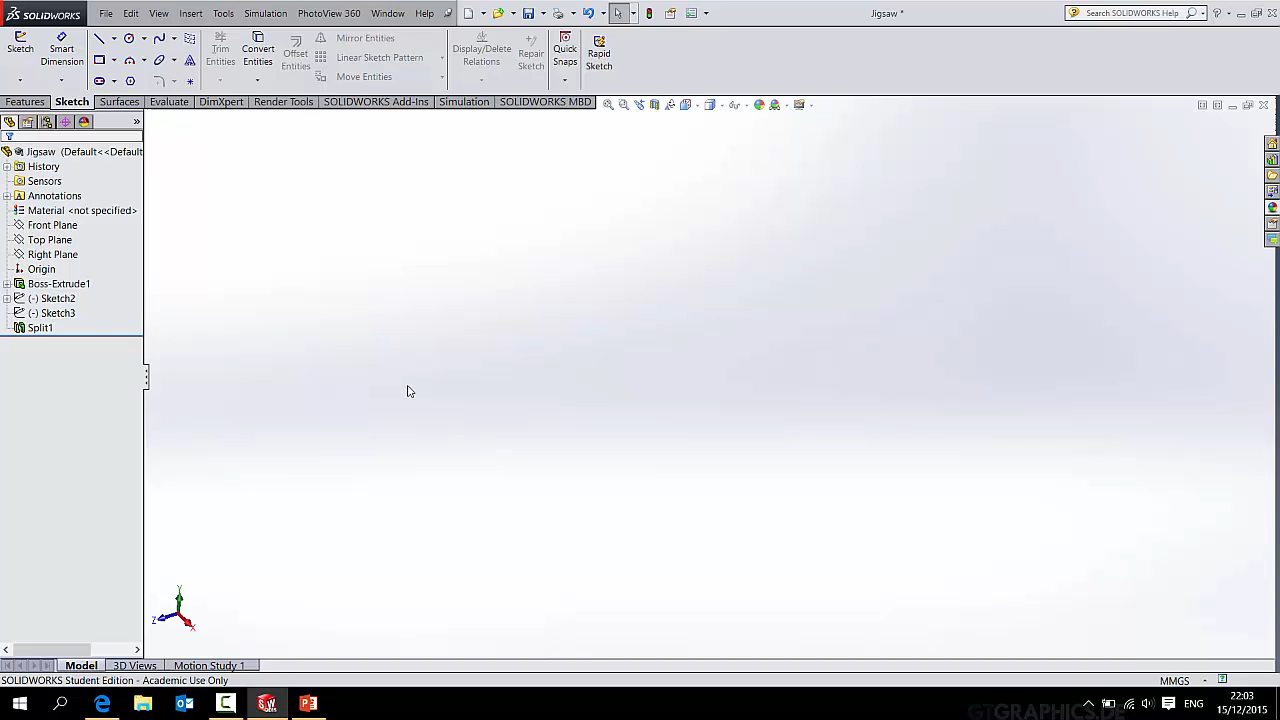 SOLIDWORKS File Edit View Insert Tools Simulation PhotoView 360 Window Help Jigsaw * Search SOLIDWORKS Help
Sketch Smart Dimension Trim Entities Convert Entities Offset Entities Mirror Entities Linear Sketch Pattern Move Entities Display/Delete Relations Repair Sketch Quick Snaps Rapid Sketch
Features Sketch Surfaces Evaluate DimXpert Render Tools SOLIDWORKS Add-Ins Simulation SOLIDWORKS MBD
Jigsaw (Default<<Default
History
Sensors
Annotations
Material <not specified>
Front Plane
Top Plane
Right Plane
Origin
Boss-Extrude1
(-) Sketch2
(-) Sketch3
Split1
Y
Z
X
Model 3D Views Motion Study 1
SOLIDWORKS Student Edition - Academic Use Only MMGS
ENG 22:03
15/12/2015
GTGRAPHICS.DE